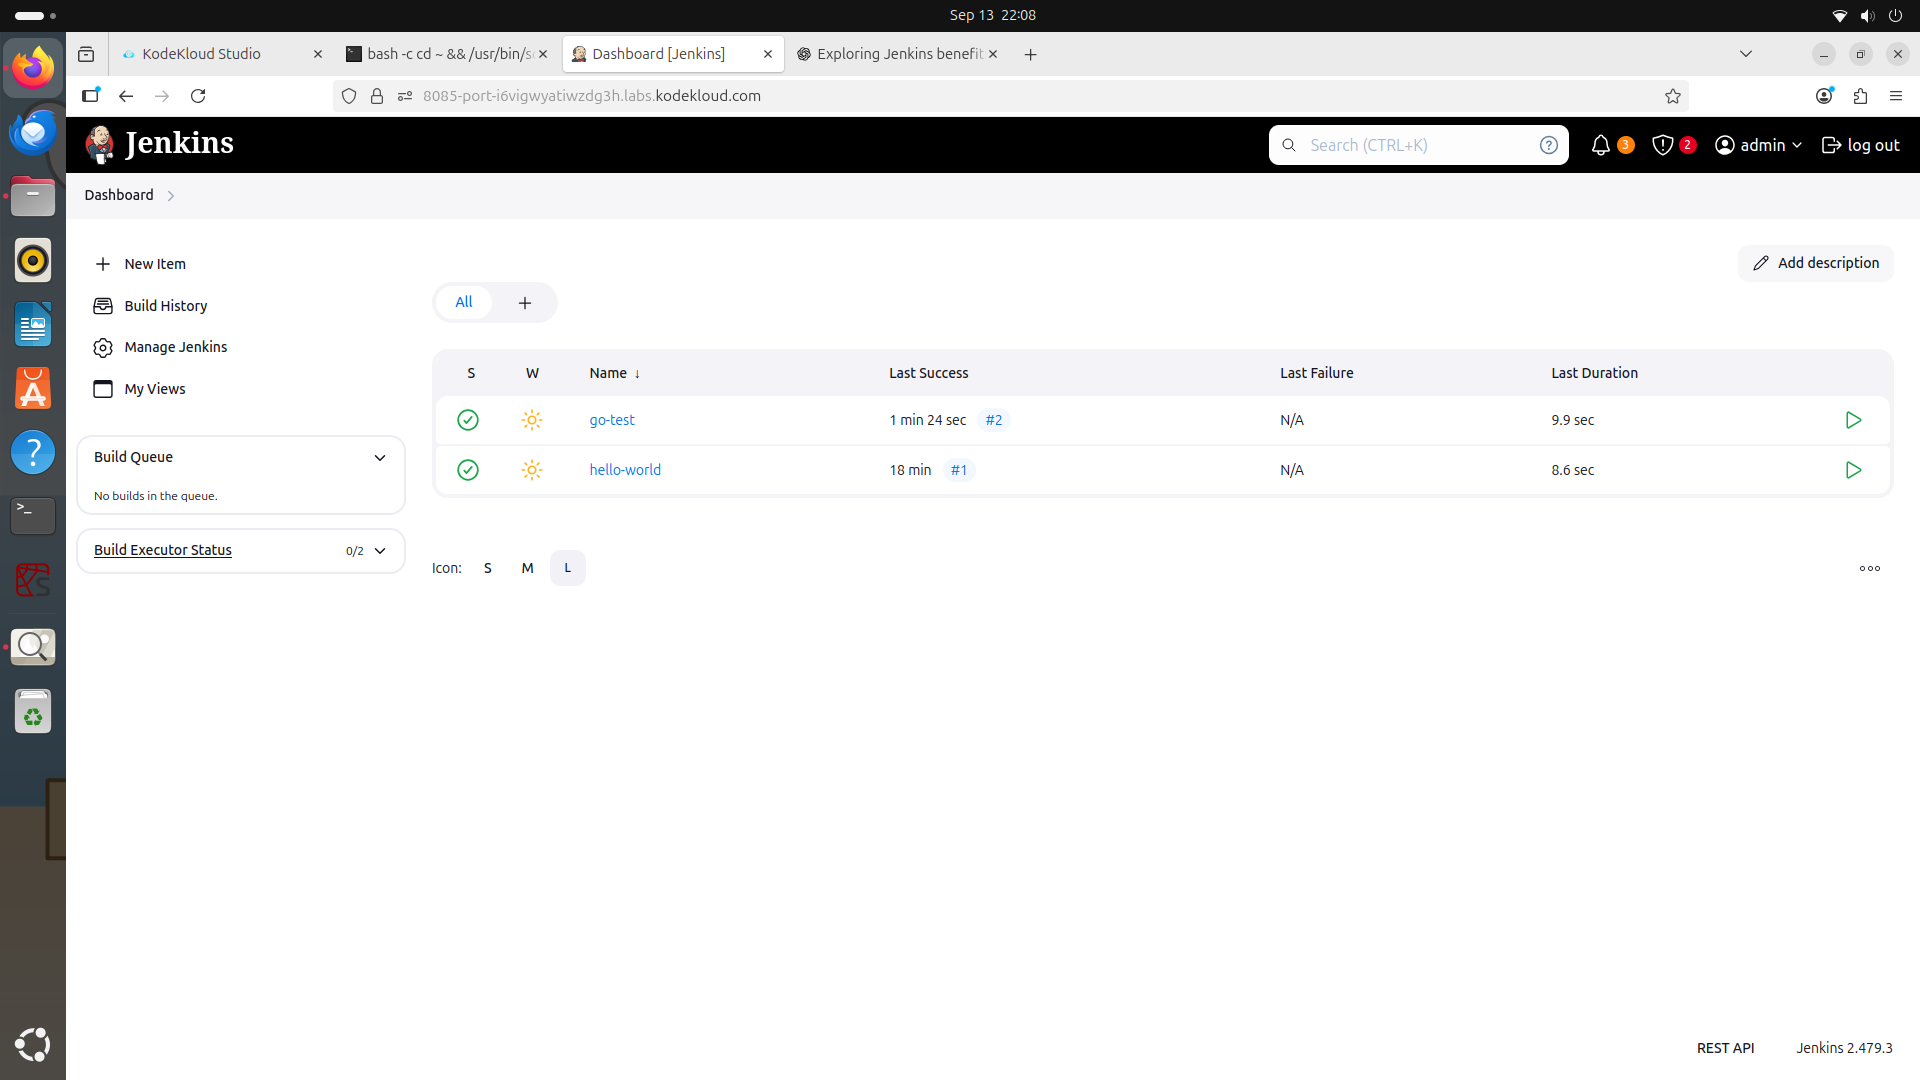 Sep 13 22:08
KodeKloud Studio
bash -c cd ~ && /usr/bin/s
Dashboard [Jenkins]
Exploring Jenkins benefit
8085-port-i6vigwyatiwzdg3h.labs.kodekloud.com
Jenkins
Search (CTRL+K)
?
3
2
admin
log out
Dashboard
New Item
Build History
Manage Jenkins
My Views
Add description
All
+
Build Queue
No builds in the queue.
Build Executor Status 0/2
S W Name ↓ Last Success Last Failure Last Duration
go-test 1 min 24 sec #2 N/A 9.9 sec
hello-world 18 min #1 N/A 8.6 sec
Icon: S M L
REST API
Jenkins 2.479.3